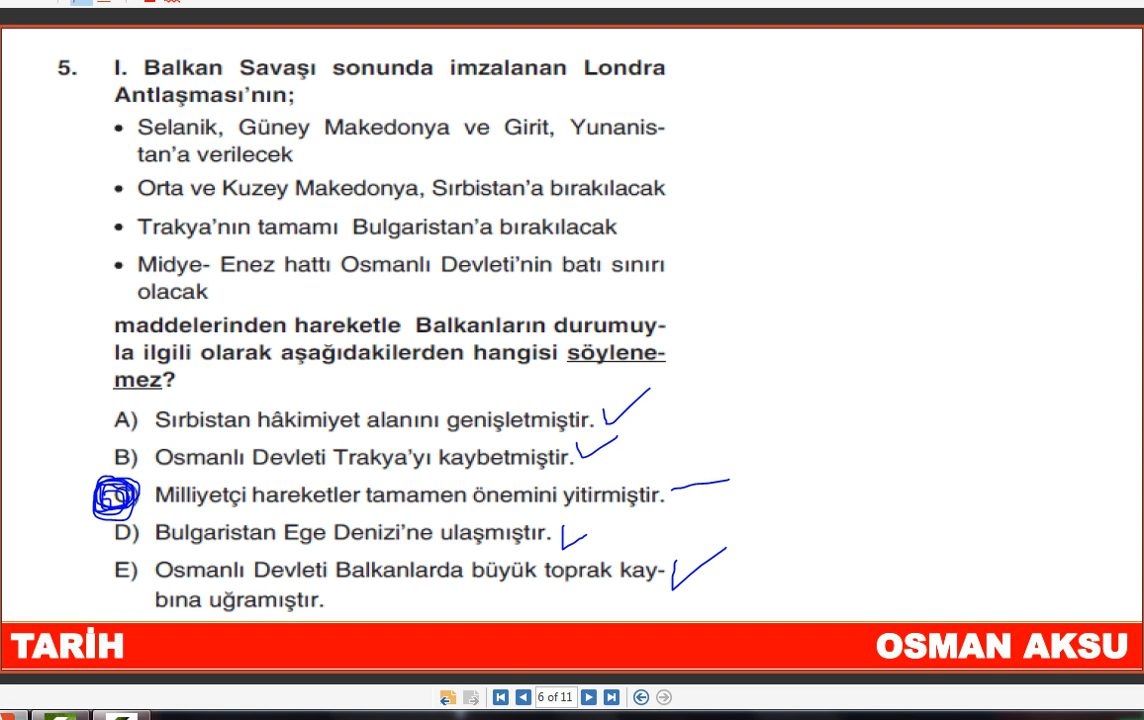 5. I. Balkan Savaşı sonunda imzalanan Londra
Antlaşması’nın;
• Selanik, Güney Makedonya ve Girit, Yunanis-
tan’a verilecek
• Orta ve Kuzey Makedonya, Sırbistan’a bırakılacak
• Trakya’nın tamamı Bulgaristan’a bırakılacak
• Midye- Enez hattı Osmanlı Devleti’nin batı sınırı
olacak
maddelerinden hareketle Balkanların durumuy-
la ilgili olarak aşağıdakilerden hangisi söylene-
mez?
A) Sırbistan hâkimiyet alanını genişletmiştir.
B) Osmanlı Devleti Trakya’yı kaybetmiştir.
C) Milliyetçi hareketler tamamen önemini yitirmiştir.
D) Bulgaristan Ege Denizi’ne ulaşmıştır.
E) Osmanlı Devleti Balkanlarda büyük toprak kay-
bına uğramıştır.
TARİH OSMAN AKSU
6 of 11